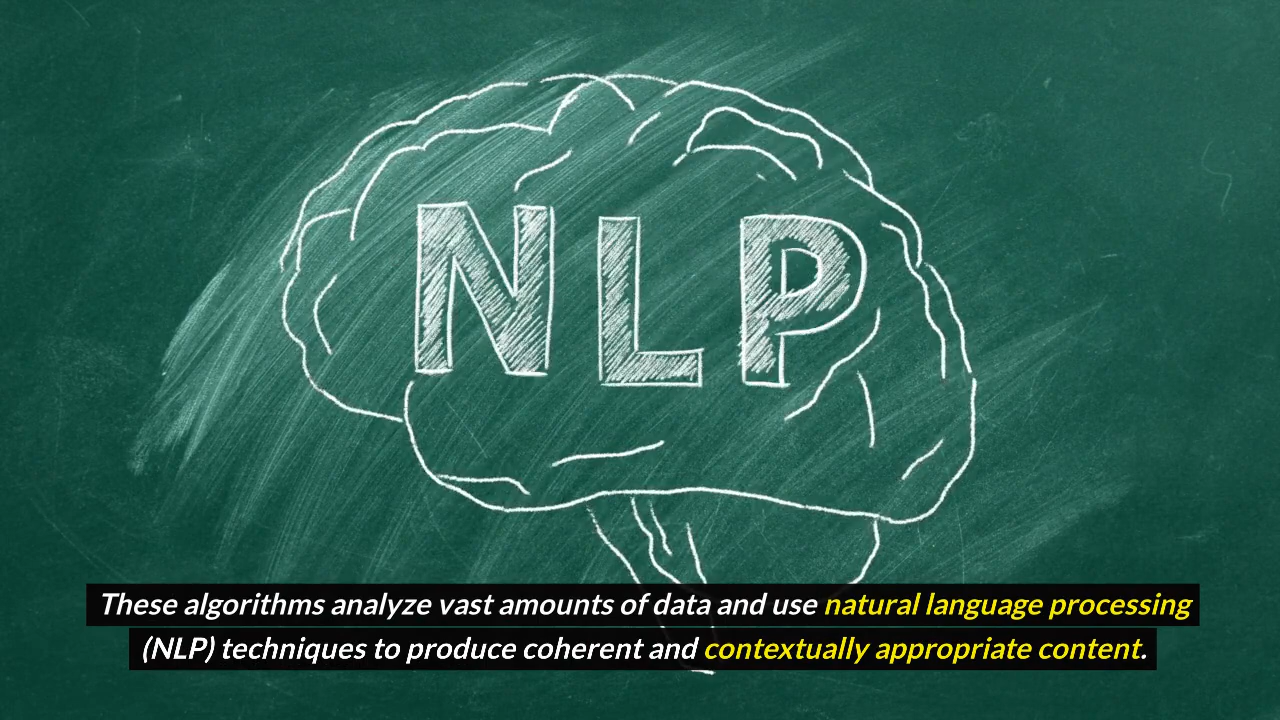 NLP
These algorithms analyze vast amounts of data and use natural language processing
(NLP) techniques to produce coherent and contextually appropriate content.